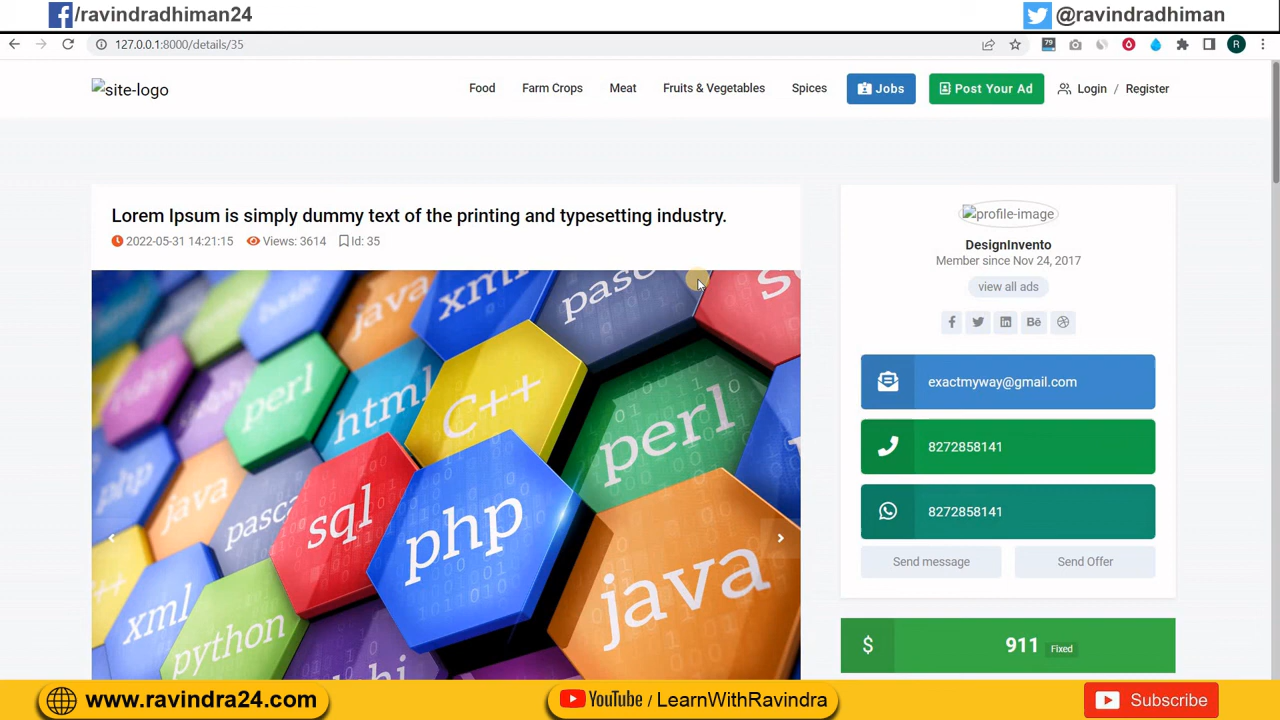 /ravindradhiman24
@ravindradhiman
127.0.0.1:8000/details/35
79
R
site-logo
Food Farm Crops Meat Fruits & Vegetables Spices Jobs Post Your Ad Login / Register
Lorem Ipsum is simply dummy text of the printing and typesetting industry.
2022-05-31 14:21:15 Views: 3614 Id: 35
java
xml
pasc
perl
html
C++
perl
php
java
pasca
sql
php
java
C++
xml
python
profile-image
DesignInvento
Member since Nov 24, 2017
view all ads
exactmyway@gmail.com
8272858141
8272858141
Send message Send Offer
$ 911 Fixed
www.ravindra24.com
YouTube / LearnWithRavindra
Subscribe